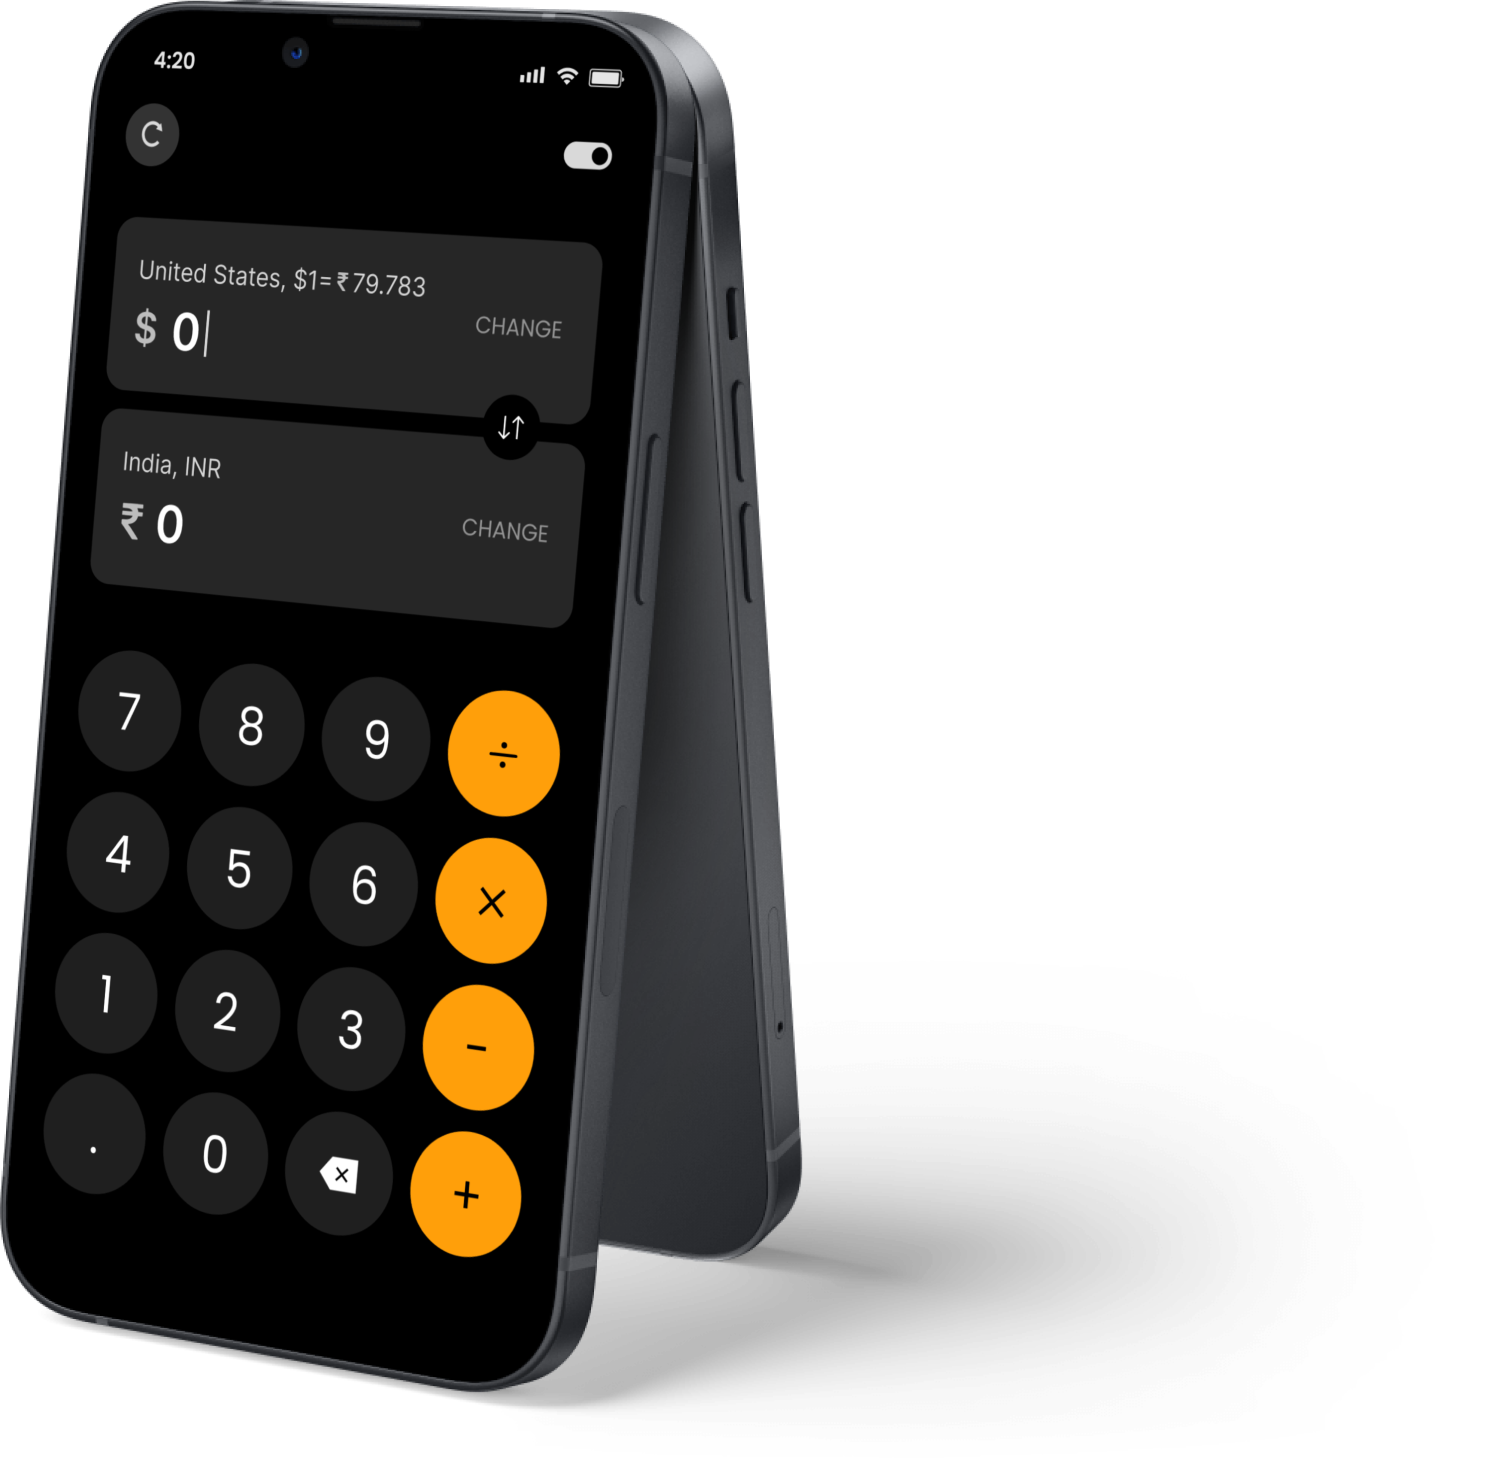 4:20
United States, $1=₹79.783
$ 0
CHANGE
India, INR
₹ 0
CHANGE
7 8 9 ÷
4 5 6 ×
1 2 3 -
. 0 +